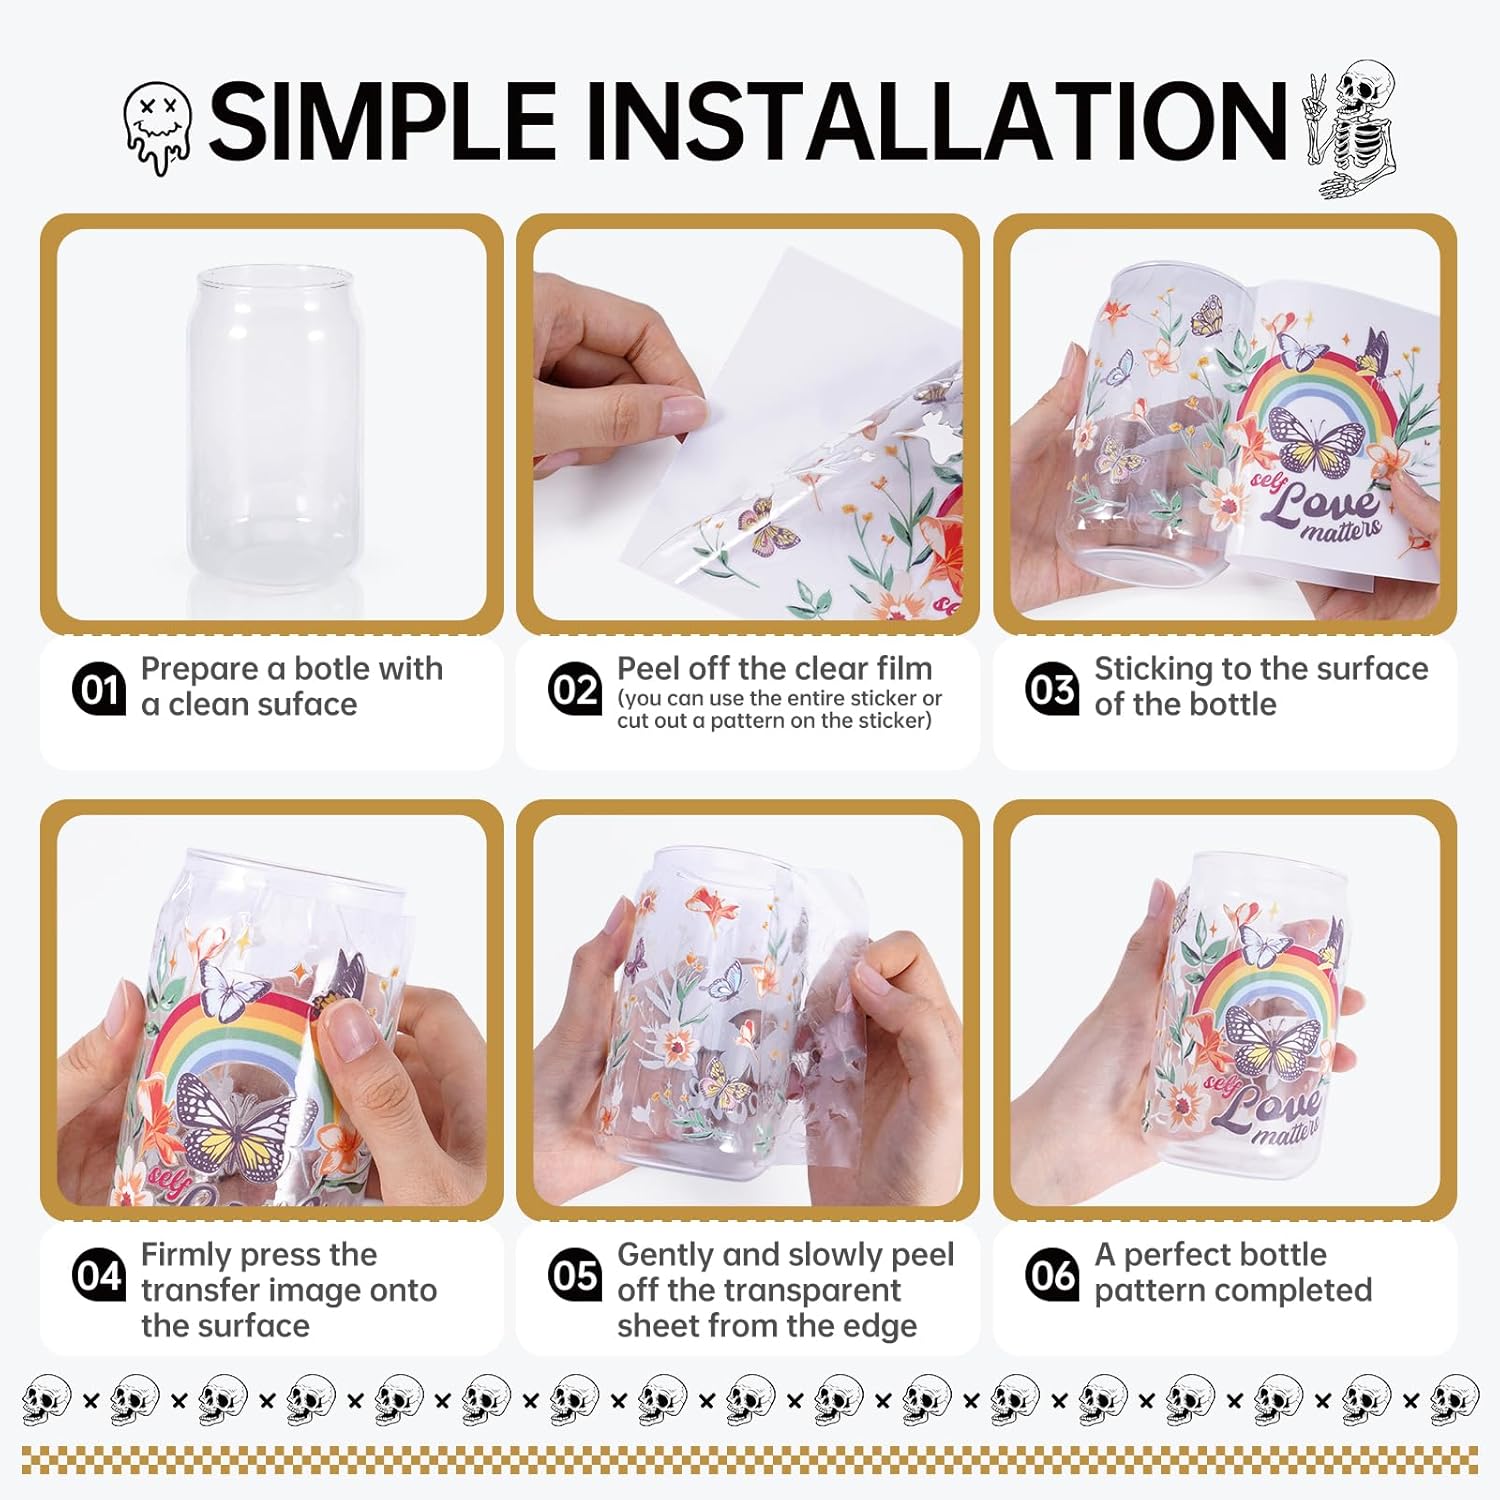 SIMPLE INSTALLATION
self
Love
matters
01
Prepare a botle with
a clean suface
02
Peel off the clear film
(you can use the entire sticker or
cut out a pattern on the sticker)
03
Sticking to the surface
of the bottle
self
self
Love
matters
04
Firmly press the
transfer image onto
the surface
05
Gently and slowly peel
off the transparent
sheet from the edge
06
A perfect bottle
pattern completed